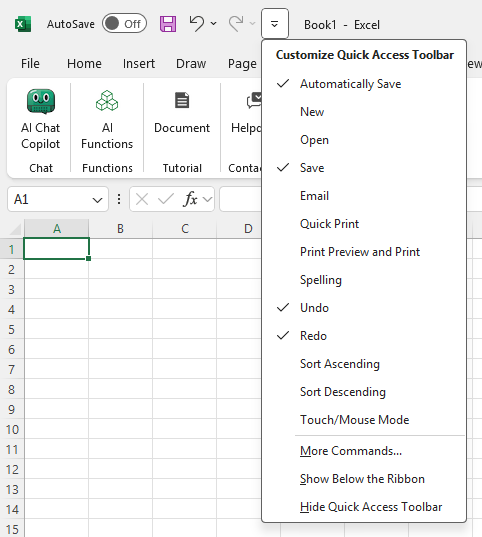 AutoSave Off Book1 - Excel
Customize Quick Access Toolbar
Automatically Save
New
Open
Save
Email
Quick Print
Print Preview and Print
Spelling
Undo
Redo
Sort Ascending
Sort Descending
Touch/Mouse Mode
More Commands...
Show Below the Ribbon
Hide Quick Access Toolbar
File Home Insert Draw Page
AI Chat
Copilot
AI
Functions
Document
Chat Functions Tutorial
A1 fx
A B C D
1
2
3
4
5
6
7
8
9
10
11
12
13
14
15